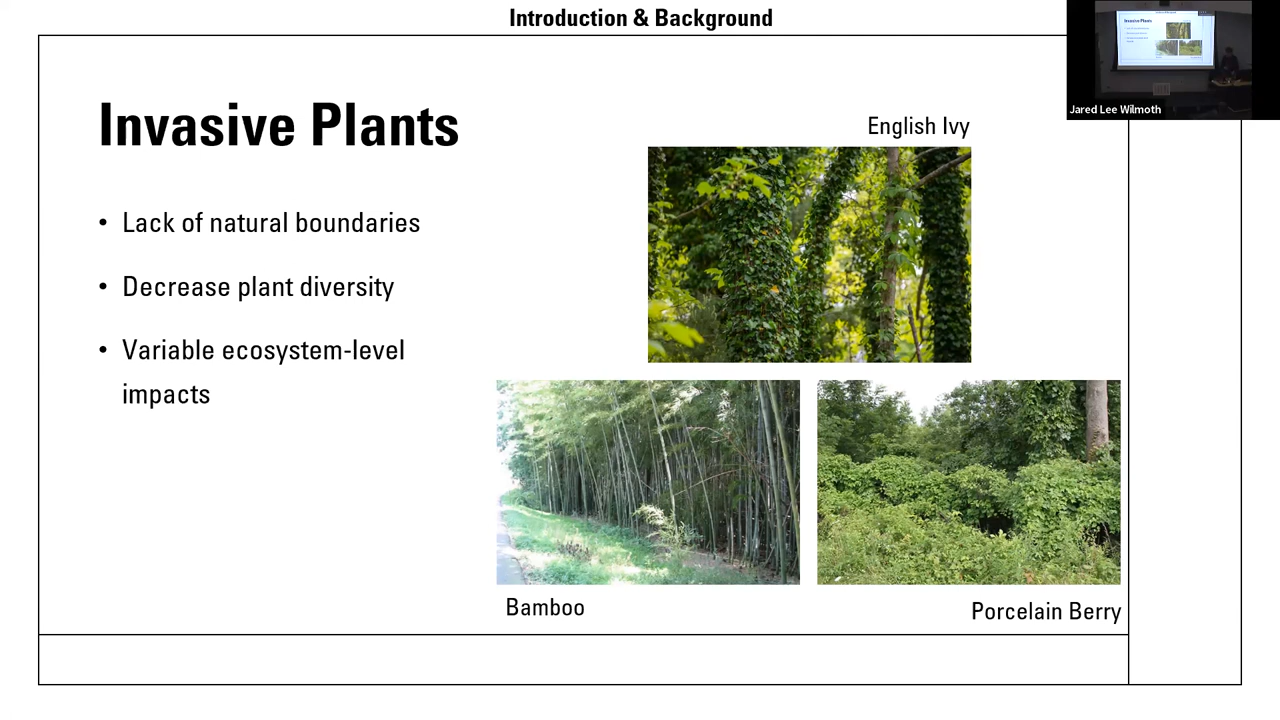 Introduction & Background
Jared Lee Wilmoth
Invasive Plants
• Lack of natural boundaries
• Decrease plant diversity
• Variable ecosystem-level
impacts
English Ivy
Bamboo
Porcelain Berry